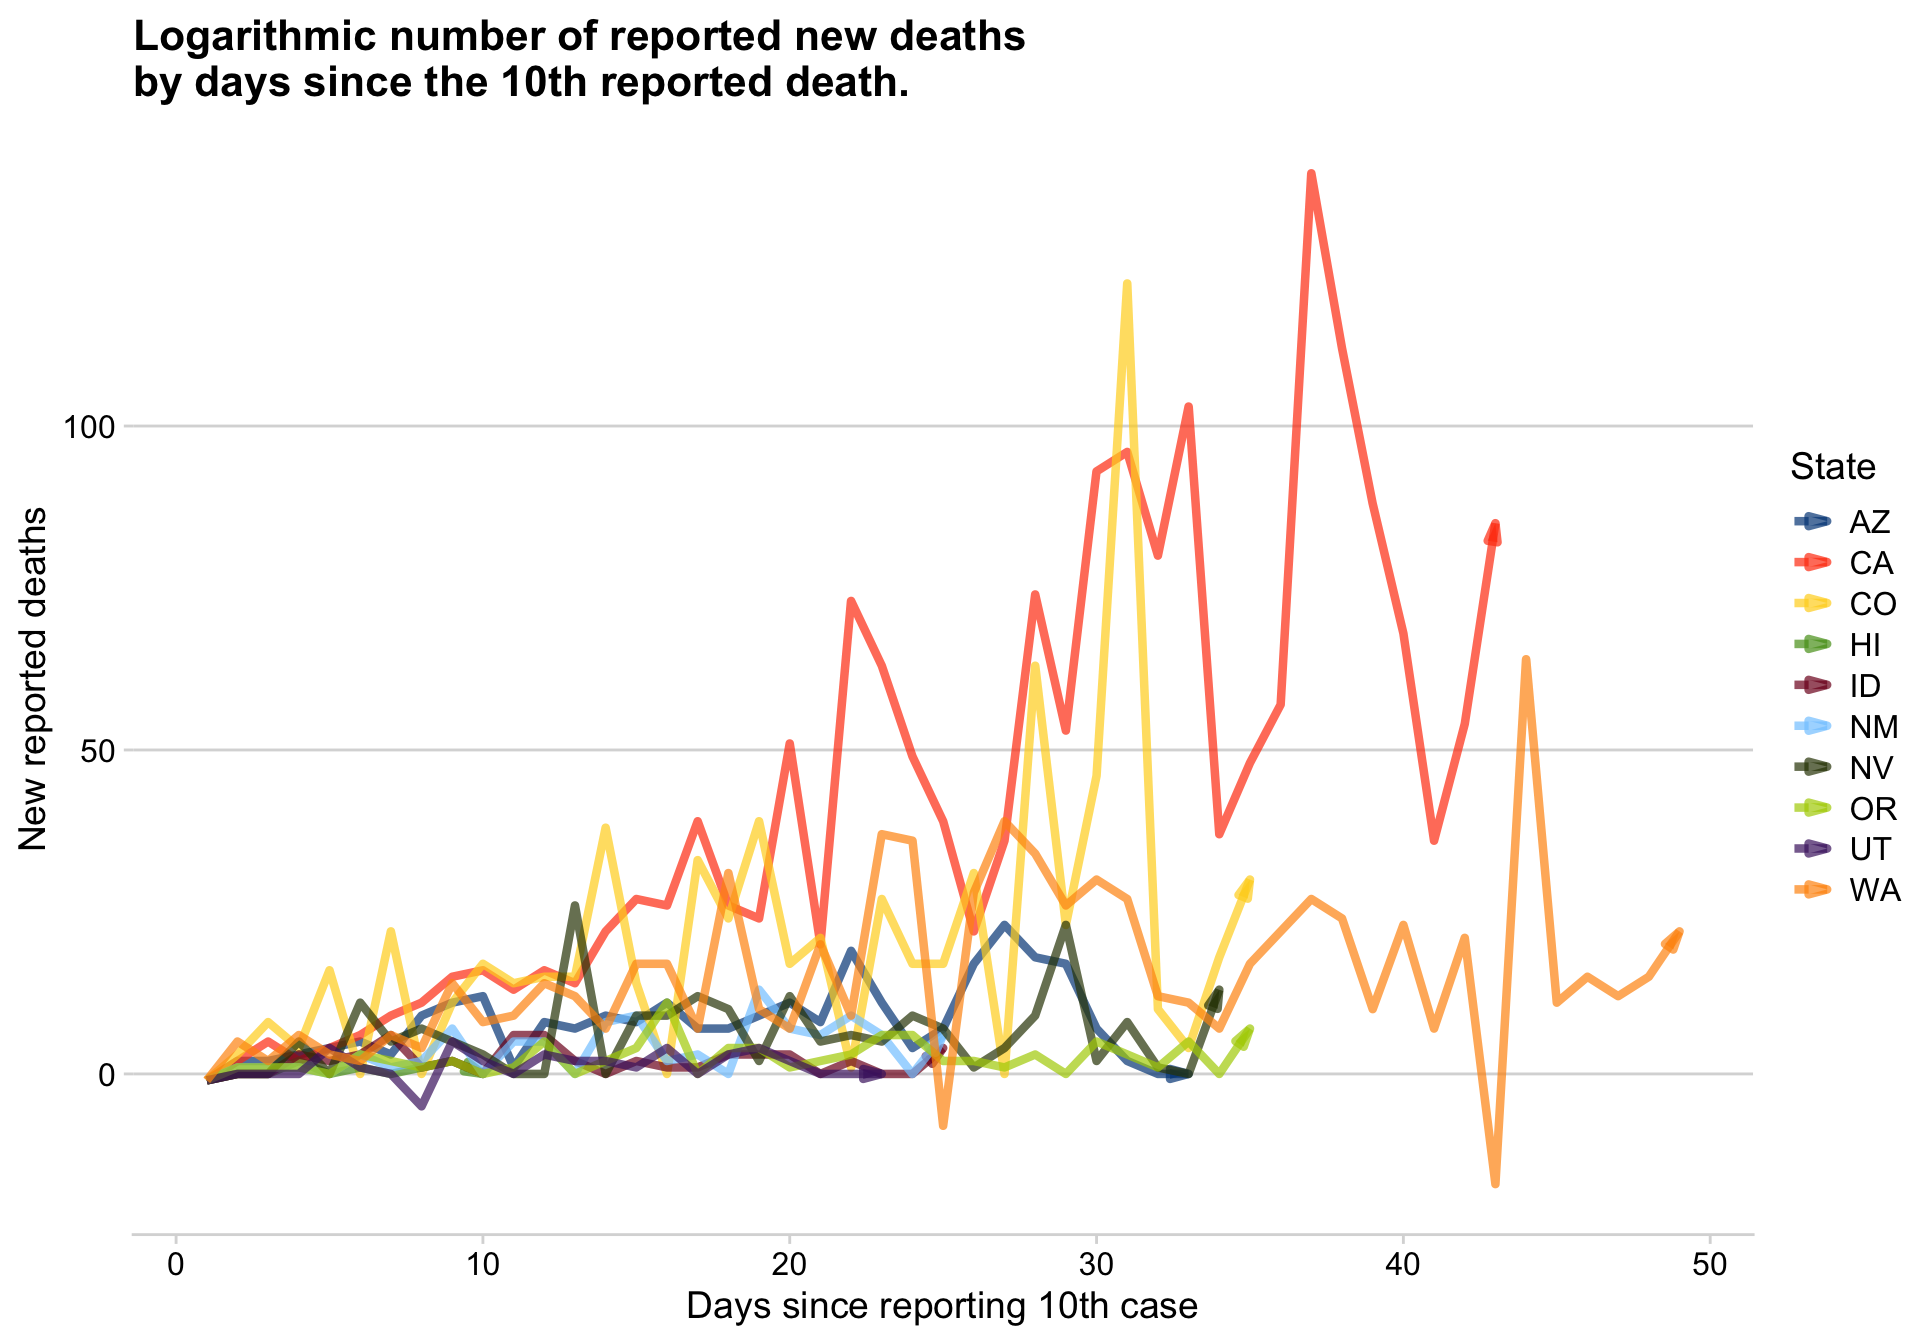 Logarithmic number of reported new deaths
by days since the 10th reported death.
New reported deaths
100
50
0
0
10
20
30
40
50
Days since reporting 10th case
State
AZ
CA
CO
HI
ID
NM
NV
OR
UT
WA